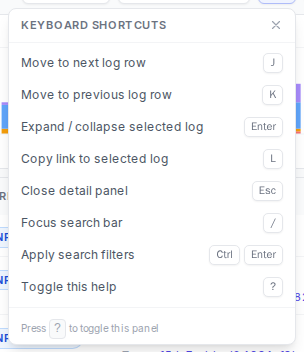 KEYBOARD SHORTCUTS
Move to next log row J
Move to previous log row K
Expand / collapse selected log Enter
Copy link to selected log L
Close detail panel Esc
Focus search bar /
Apply search filters Ctrl Enter
Toggle this help ?
Press ? to toggle this panel